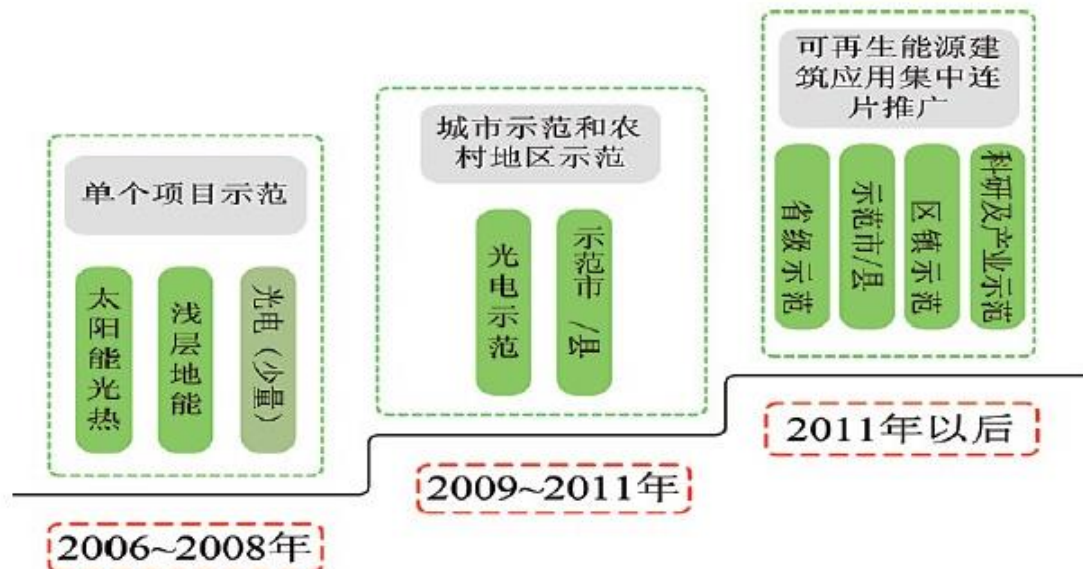 单个项目示范
太阳能光热
浅层地能
光电（少量）
2006~2008年
城市示范和农
村地区示范
光电示范
示范市/县
2009~2011年
可再生能源建
筑应用集中连
片推广
省级示范
示范市/县
区镇示范
科研及产业示范
2011年以后